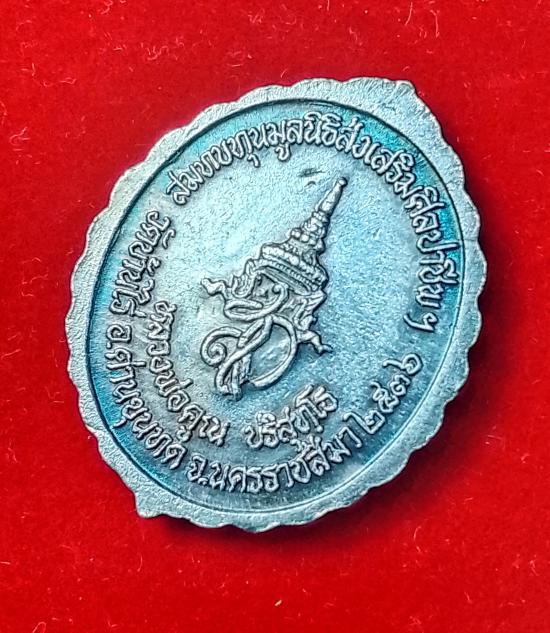 สมทบทุนมูลนิธิส่งเสริมศิลปาชีพฯ
หลวงพ่อคูณ ปริสุทฺโธ
วัดบ้านไร่ อ.ด่านขุนทด จ.นครราชสีมา ๒๕๓๖